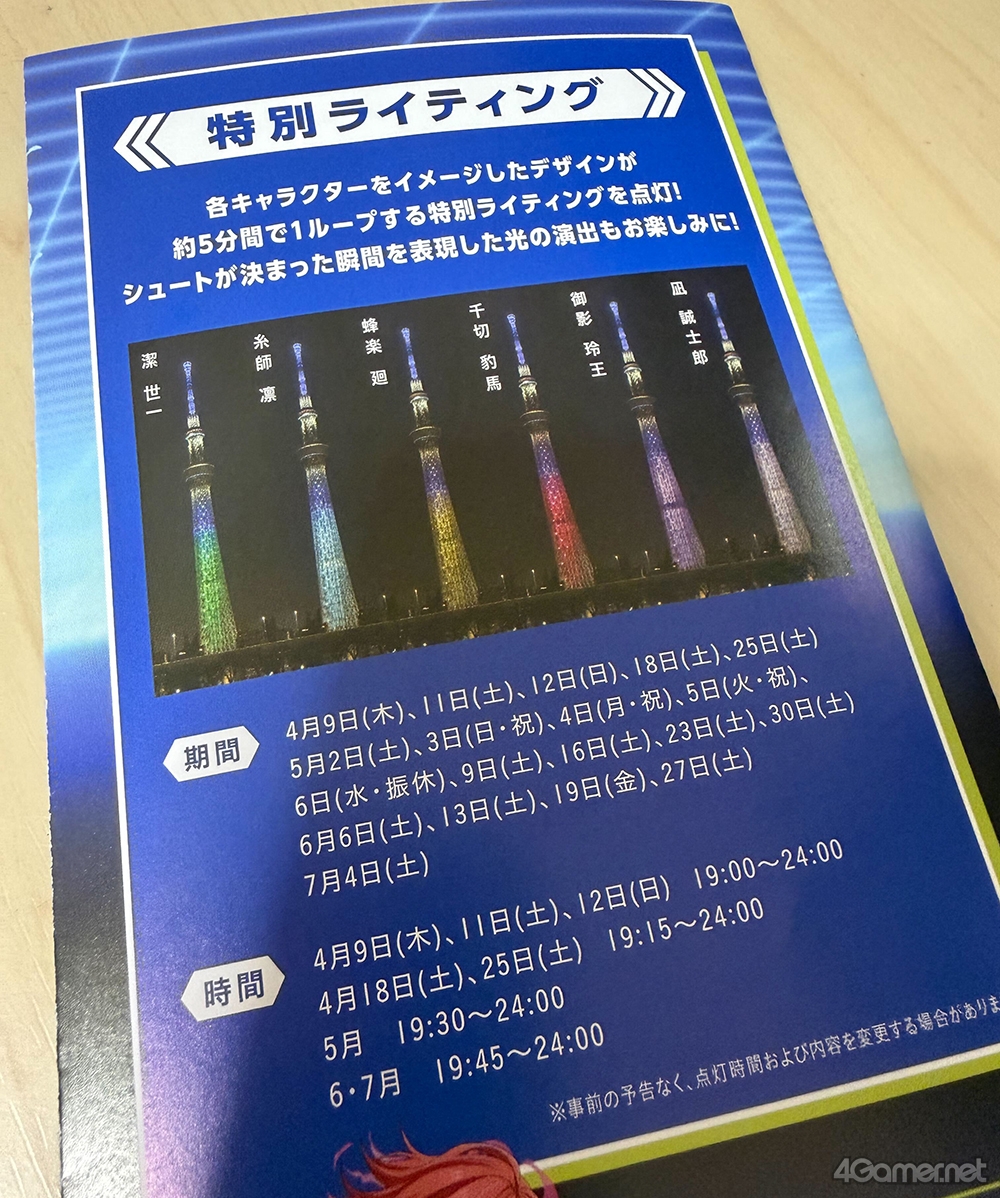 特別ライティング
各キャラクターをイメージしたデザインが
約5分間で1ループする特別ライティングを点灯!
シュートが決まった瞬間を表現した光の演出もお楽しみに!
潔 世一
糸師 凛
蜂楽 廻
千切 豹馬
御影 玲王
凪 誠士郎
期間
4月9日(木)、11日(土)、12日(日)、18日(土)、25日(土)
5月2日(土)、3日(日・祝)、4日(月・祝)、5日(火・祝)、
6日(水・振休)、9日(土)、16日(土)、23日(土)、30日(土)
6月6日(土)、13日(土)、19日(金)、27日(土)
7月4日(土)
時間
4月9日(木)、11日(土)、12日(日) 19:00〜24:00
4月18日(土)、25日(土) 19:15〜24:00
5月 19:30〜24:00
6・7月 19:45〜24:00
※事前の予告なく、点灯時間および内容を変更する場合がありま
4Gamer.net